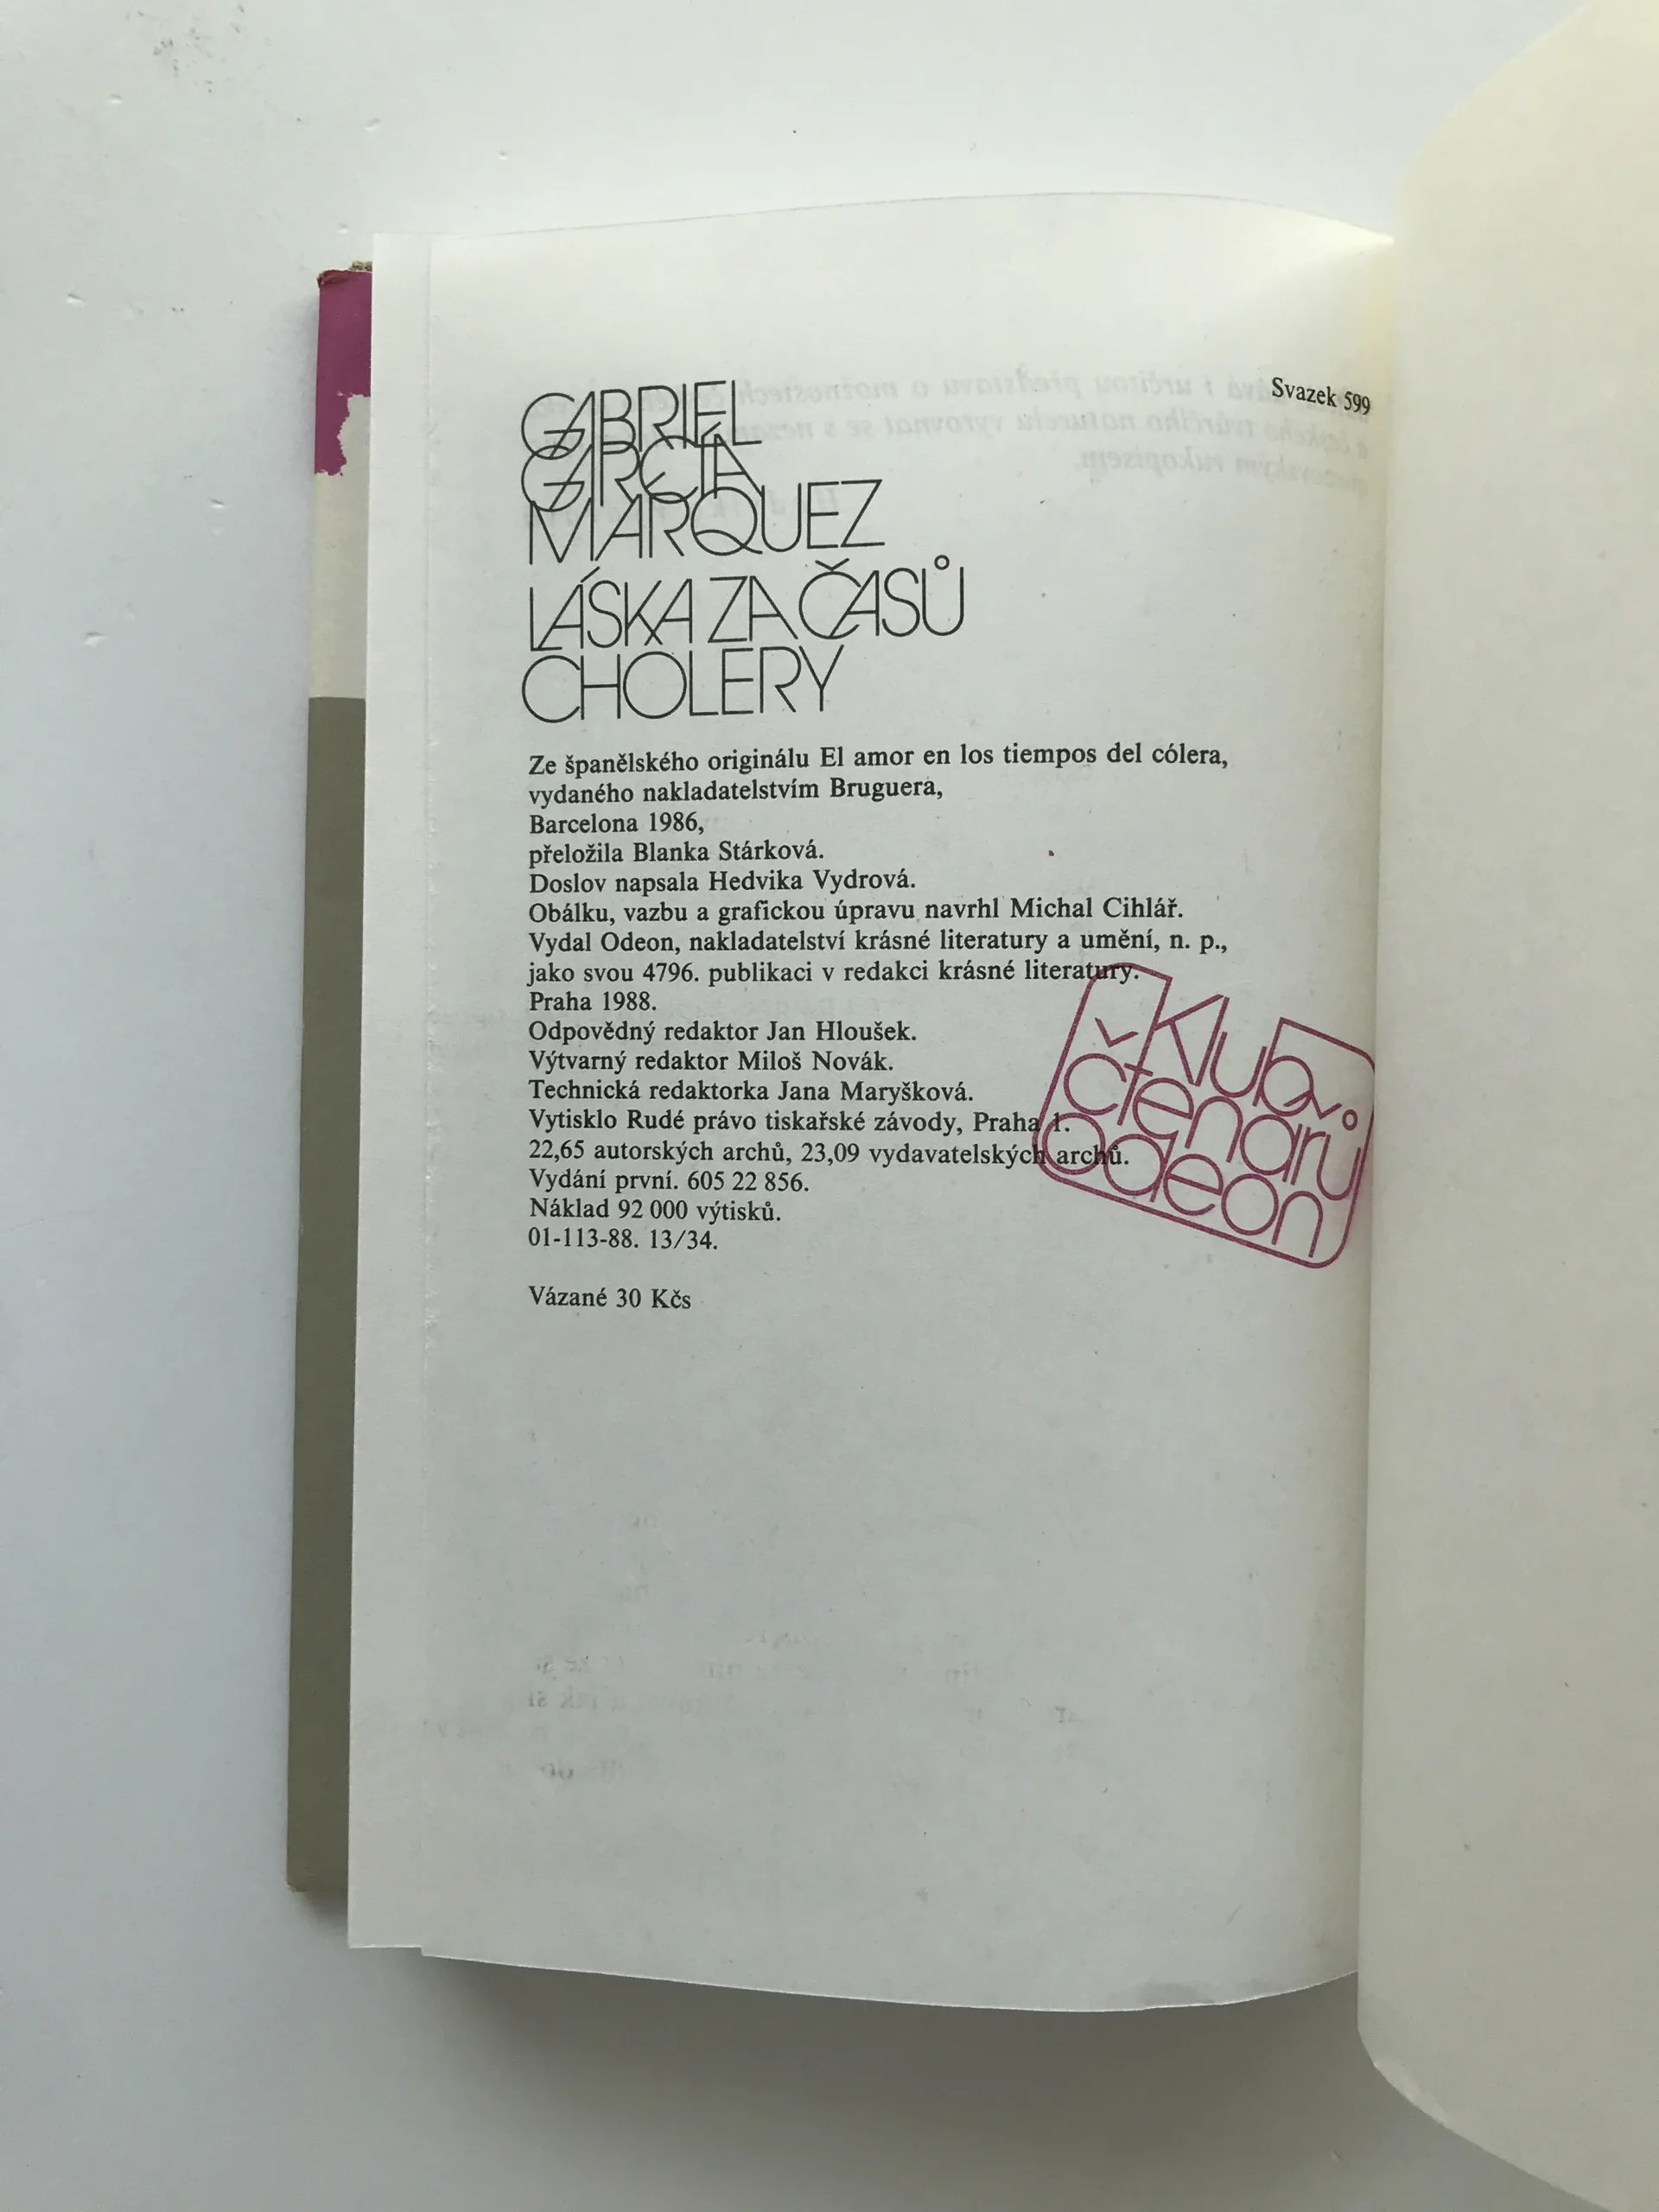 Svazek 599
GABRIEL
GARCÍA
MÁRQUEZ
LÁSKA ZA ČASŮ
CHOLERY
Ze španělského originálu El amor en los tiempos del cólera,
vydaného nakladatelstvím Bruguera,
Barcelona 1986,
přeložila Blanka Stárková.
Doslov napsala Hedvika Vydrová.
Obálku, vazbu a grafickou úpravu navrhl Michal Cihlář.
Vydal Odeon, nakladatelství krásné literatury a umění, n. p.,
jako svou 4796. publikaci v redakci krásné literatury.
Praha 1988.
Odpovědný redaktor Jan Hloušek.
Výtvarný redaktor Miloš Novák.
Technická redaktorka Jana Maryšková.
Vytisklo Rudé právo tiskařské závody, Praha 1.
22,65 autorských archů, 23,09 vydavatelských archů.
Vydání první. 605 22 856.
Náklad 92 000 výtisků.
01-113-88. 13/34.
Vázané 30 Kčs
Klub
čtenářů
odeon